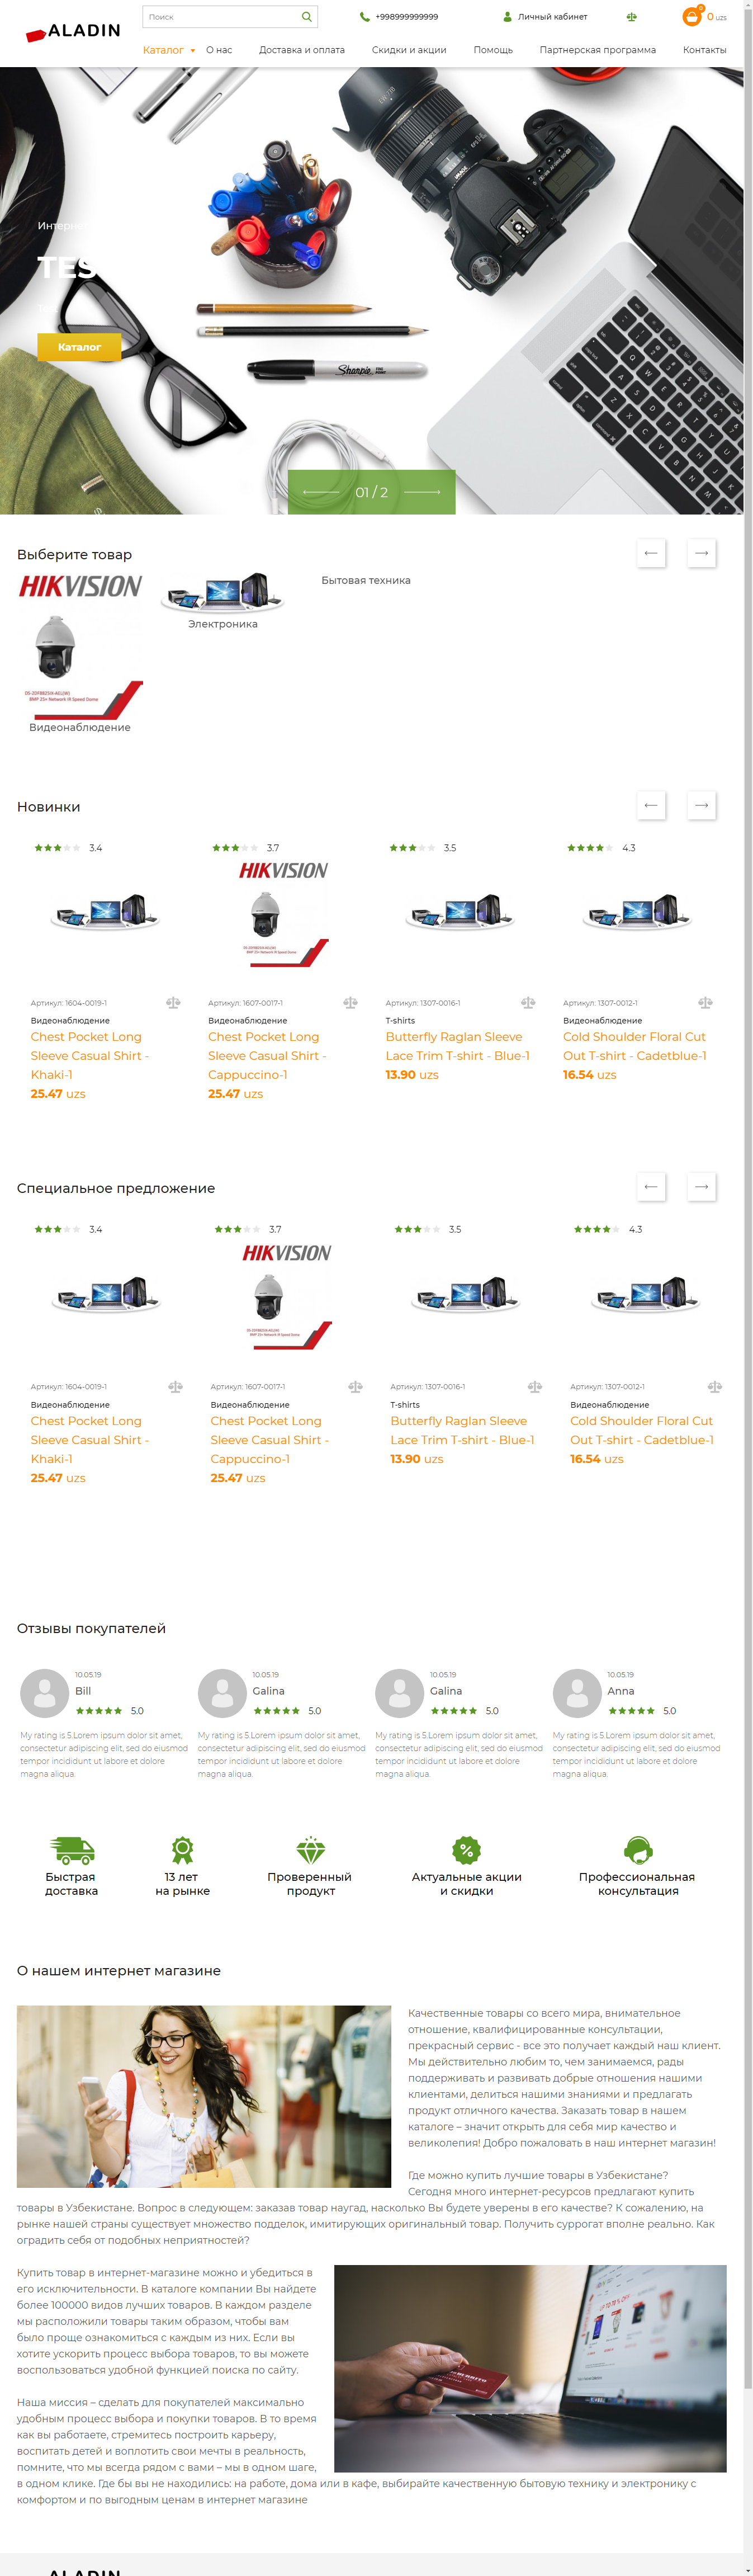 ALADIN
Поиск
+998999999999
Личный кабинет
0
0 uzs
Каталог
О нас
Доставка и оплата
Скидки и акции
Помощь
Партнерская программа
Контакты
TES
Каталог
Sharpie
01 / 2
Выберите товар
HIKVISION
Видеонаблюдение
Электроника
Бытовая техника
Новинки
3.4
3.7
3.5
4.3
HIKVISION
Артикул: 1604-0019-1
Видеонаблюдение
Chest Pocket Long
Sleeve Casual Shirt -
Khaki-1
25.47 uzs
Артикул: 1607-0017-1
Видеонаблюдение
Chest Pocket Long
Sleeve Casual Shirt -
Cappuccino-1
25.47 uzs
Артикул: 1307-0016-1
T-shirts
Butterfly Raglan Sleeve
Lace Trim T-shirt - Blue-1
13.90 uzs
Артикул: 1307-0012-1
Видеонаблюдение
Cold Shoulder Floral Cut
Out T-shirt - Cadetblue-1
16.54 uzs
Специальное предложение
3.4
3.7
3.5
4.3
HIKVISION
Артикул: 1604-0019-1
Видеонаблюдение
Chest Pocket Long
Sleeve Casual Shirt -
Khaki-1
25.47 uzs
Артикул: 1607-0017-1
Видеонаблюдение
Chest Pocket Long
Sleeve Casual Shirt -
Cappuccino-1
25.47 uzs
Артикул: 1307-0016-1
T-shirts
Butterfly Raglan Sleeve
Lace Trim T-shirt - Blue-1
13.90 uzs
Артикул: 1307-0012-1
Видеонаблюдение
Cold Shoulder Floral Cut
Out T-shirt - Cadetblue-1
16.54 uzs
Отзывы покупателей
10.05.19
Bill
5.0
My rating is 5.Lorem ipsum dolor sit amet,
consectetur adipiscing elit, sed do eiusmod
tempor incididunt ut labore et dolore
magna aliqua.
10.05.19
Galina
5.0
My rating is 5.Lorem ipsum dolor sit amet,
consectetur adipiscing elit, sed do eiusmod
tempor incididunt ut labore et dolore
magna aliqua.
10.05.19
Galina
5.0
My rating is 5.Lorem ipsum dolor sit amet,
consectetur adipiscing elit, sed do eiusmod
tempor incididunt ut labore et dolore
magna aliqua.
10.05.19
Anna
5.0
My rating is 5.Lorem ipsum dolor sit amet,
consectetur adipiscing elit, sed do eiusmod
tempor incididunt ut labore et dolore
magna aliqua.
Быстрая
доставка
13 лет
на рынке
Проверенный
продукт
Актуальные акции
и скидки
Профессиональная
консультация
О нашем интернет магазине
Качественные товары со всего мира, внимательное
отношение, квалифицированные консультации,
прекрасный сервис - все это получает каждый наш клиент.
Мы действительно любим то, чем занимаемся, рады
поддерживать и развивать добрые отношения нашими
клиентами, делиться нашими знаниями и предлагать
продукт отличного качества. Заказать товар в нашем
каталоге – значит открыть для себя мир качество и
великолепия! Добро пожаловать в наш интернет магазин!
Где можно купить лучшие товары в Узбекистане?
Сегодня много интернет-ресурсов предлагают купить
товары в Узбекистане. Вопрос в следующем: заказав товар наугад, насколько Вы будете уверены в его качестве? К сожалению, на
рынке нашей страны существует множество подделок, имитирующих оригинальный товар. Получить суррогат вполне реально. Как
оградить себя от подобных неприятностей?
Купить товар в интернет-магазине можно и убедиться в
его исключительности. В каталоге компании Вы найдете
более 100000 видов лучших товаров. В каждом разделе
мы расположили товары таким образом, чтобы вам
было проще ознакомиться с каждым из них. Если вы
хотите ускорить процесс выбора товаров, то вы можете
воспользоваться удобной функцией поиска по сайту.
Наша миссия – сделать для покупателей максимально
удобным процесс выбора и покупки товаров. В то время
как вы работаете, стремитесь построить карьеру,
воспитать детей и воплотить свои мечты в реальность,
помните, что мы всегда рядом с вами – мы в одном шаге,
в одном клике. Где бы вы не находились: на работе, дома или в кафе, выбирайте качественную бытовую технику и электронику с
комфортом и по выгодным ценам в интернет магазине
ALADIN